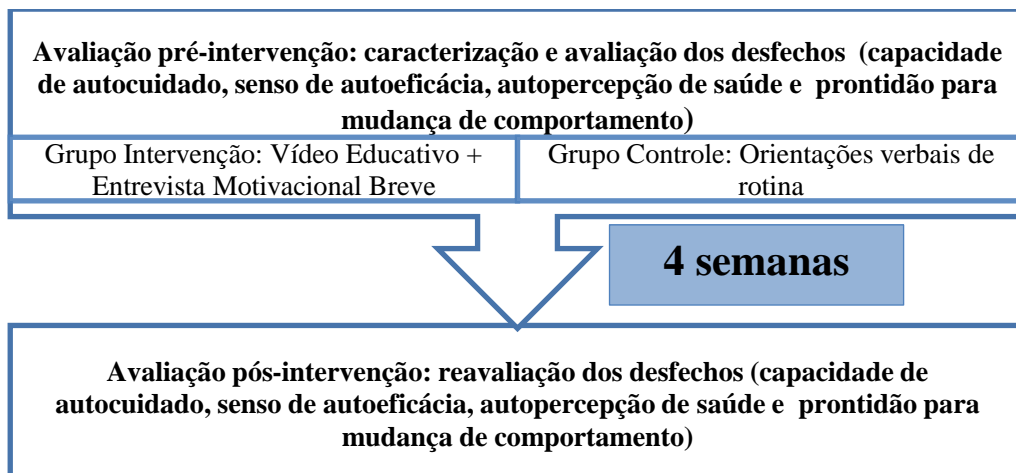 Avaliação pré-intervenção: caracterização e avaliação dos desfechos (capacidade
de autocuidado, senso de autoeficácia, autopercepção de saúde e prontidão para
mudança de comportamento)
Grupo Intervenção: Vídeo Educativo +
Entrevista Motivacional Breve
Grupo Controle: Orientações verbais de
rotina
4 semanas
Avaliação pós-intervenção: reavaliação dos desfechos (capacidade de
autocuidado, senso de autoeficácia, autopercepção de saúde e prontidão para
mudança de comportamento)